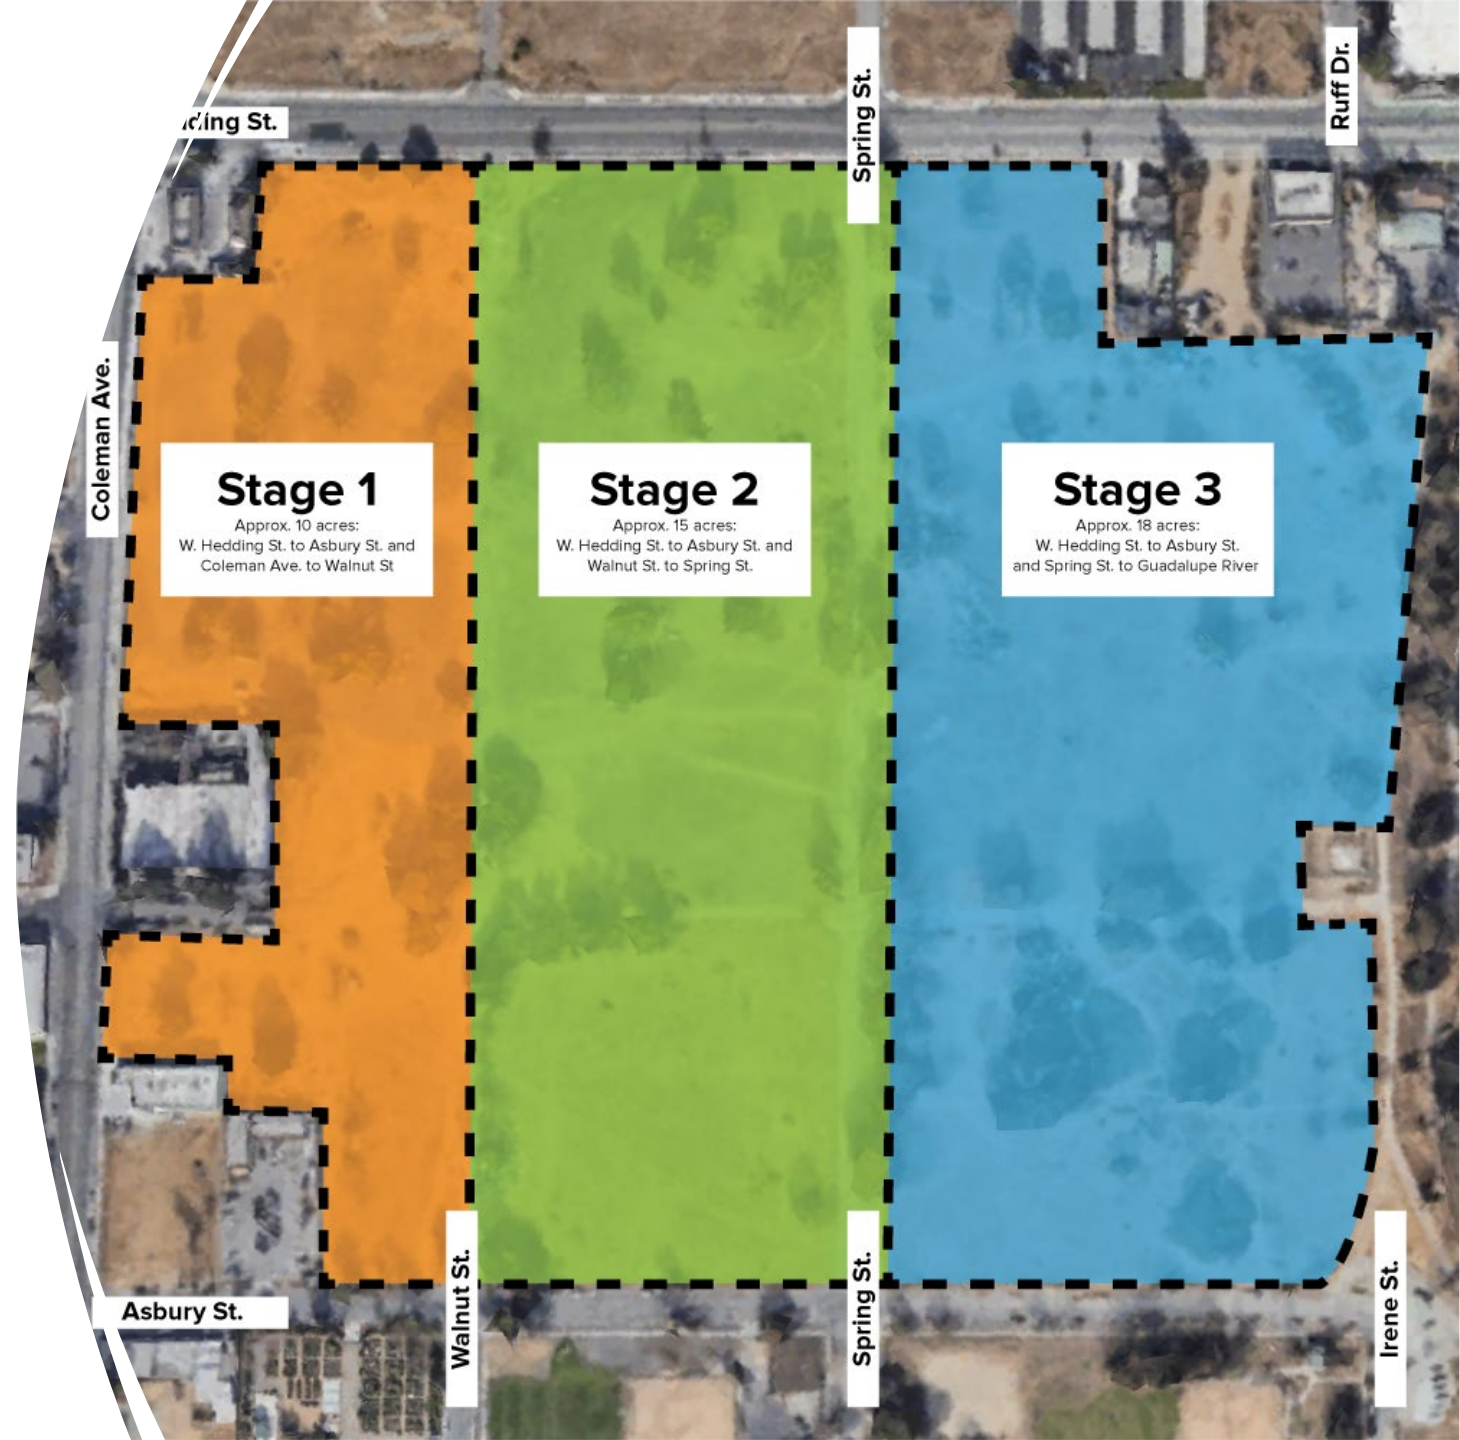 Spring St.
Ruff Dr.
ding St.
Coleman Ave.
Stage 1
Approx. 10 acres:
W. Hedding St. to Asbury St. and
Coleman Ave. to Walnut St
Stage 2
Approx. 15 acres:
W. Hedding St. to Asbury St. and
Walnut St. to Spring St.
Stage 3
Approx. 18 acres:
W. Hedding St. to Asbury St.
and Spring St. to Guadalupe River
Asbury St.
Walnut St.
Spring St.
Irene St.